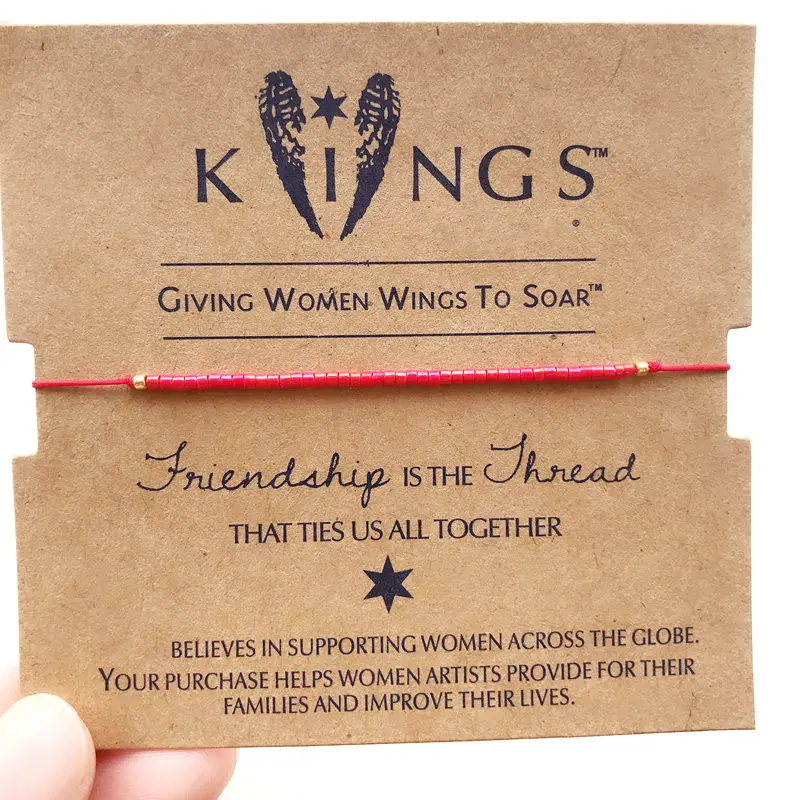 KIINGS™
®
GIVING WOMEN WINGS TO SOAR™
Friendship IS THE Thread
THAT TIES US ALL TOGETHER
BELIEVES IN SUPPORTING WOMEN ACROSS THE GLOBE.
YOUR PURCHASE HELPS WOMEN ARTISTS PROVIDE FOR THEIR
FAMILIES AND IMPROVE THEIR LIVES.